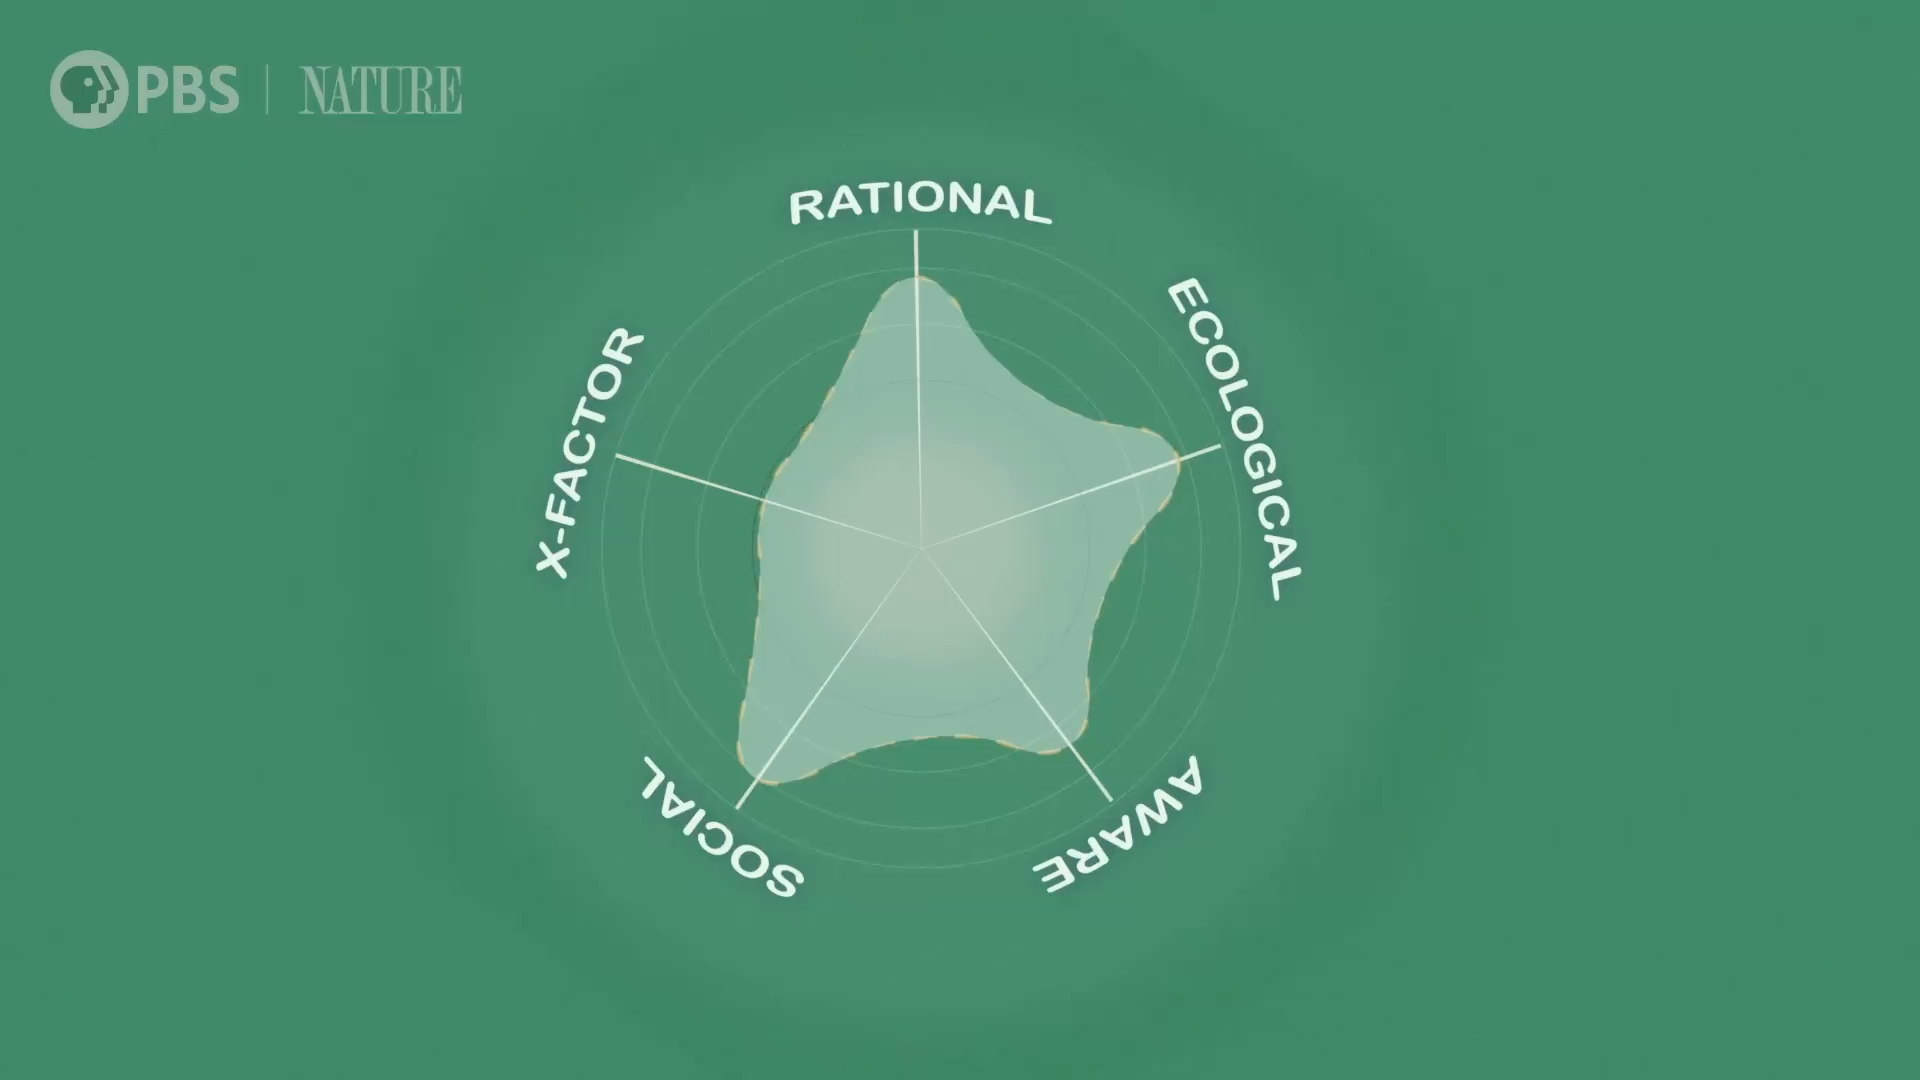 PBS | NATURE
RATIONAL
ECOLOGICAL
AWARE
SOCIAL
X-FACTOR